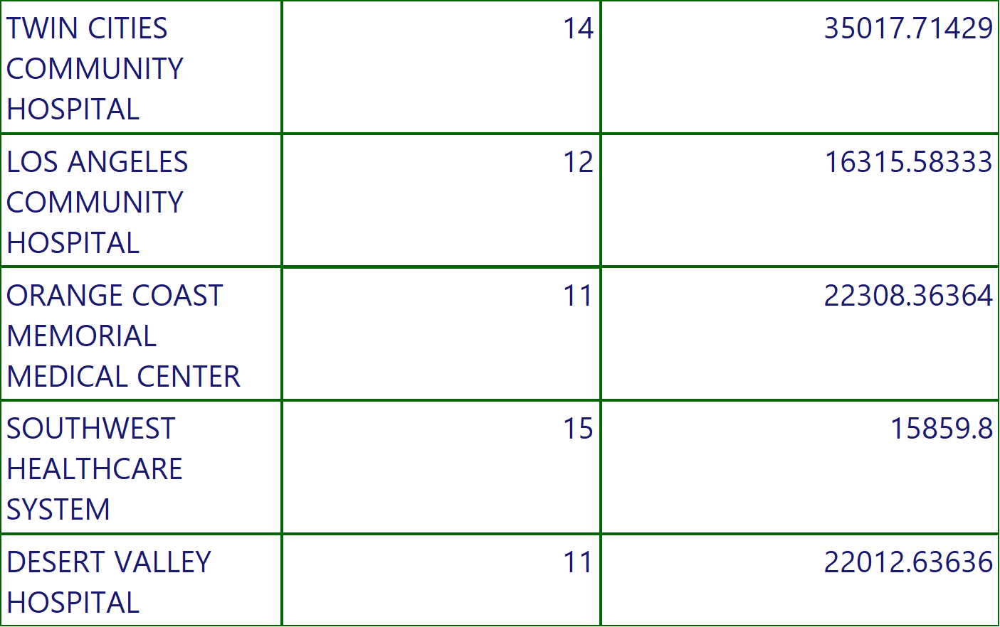 TWIN CITIES 14 35017.71429
COMMUNITY
HOSPITAL
LOS ANGELES 12 16315.58333
COMMUNITY
HOSPITAL
ORANGE COAST 11 22308.36364
MEMORIAL
MEDICAL CENTER
SOUTHWEST 15 15859.8
HEALTHCARE
SYSTEM
DESERT VALLEY 11 22012.63636
HOSPITAL